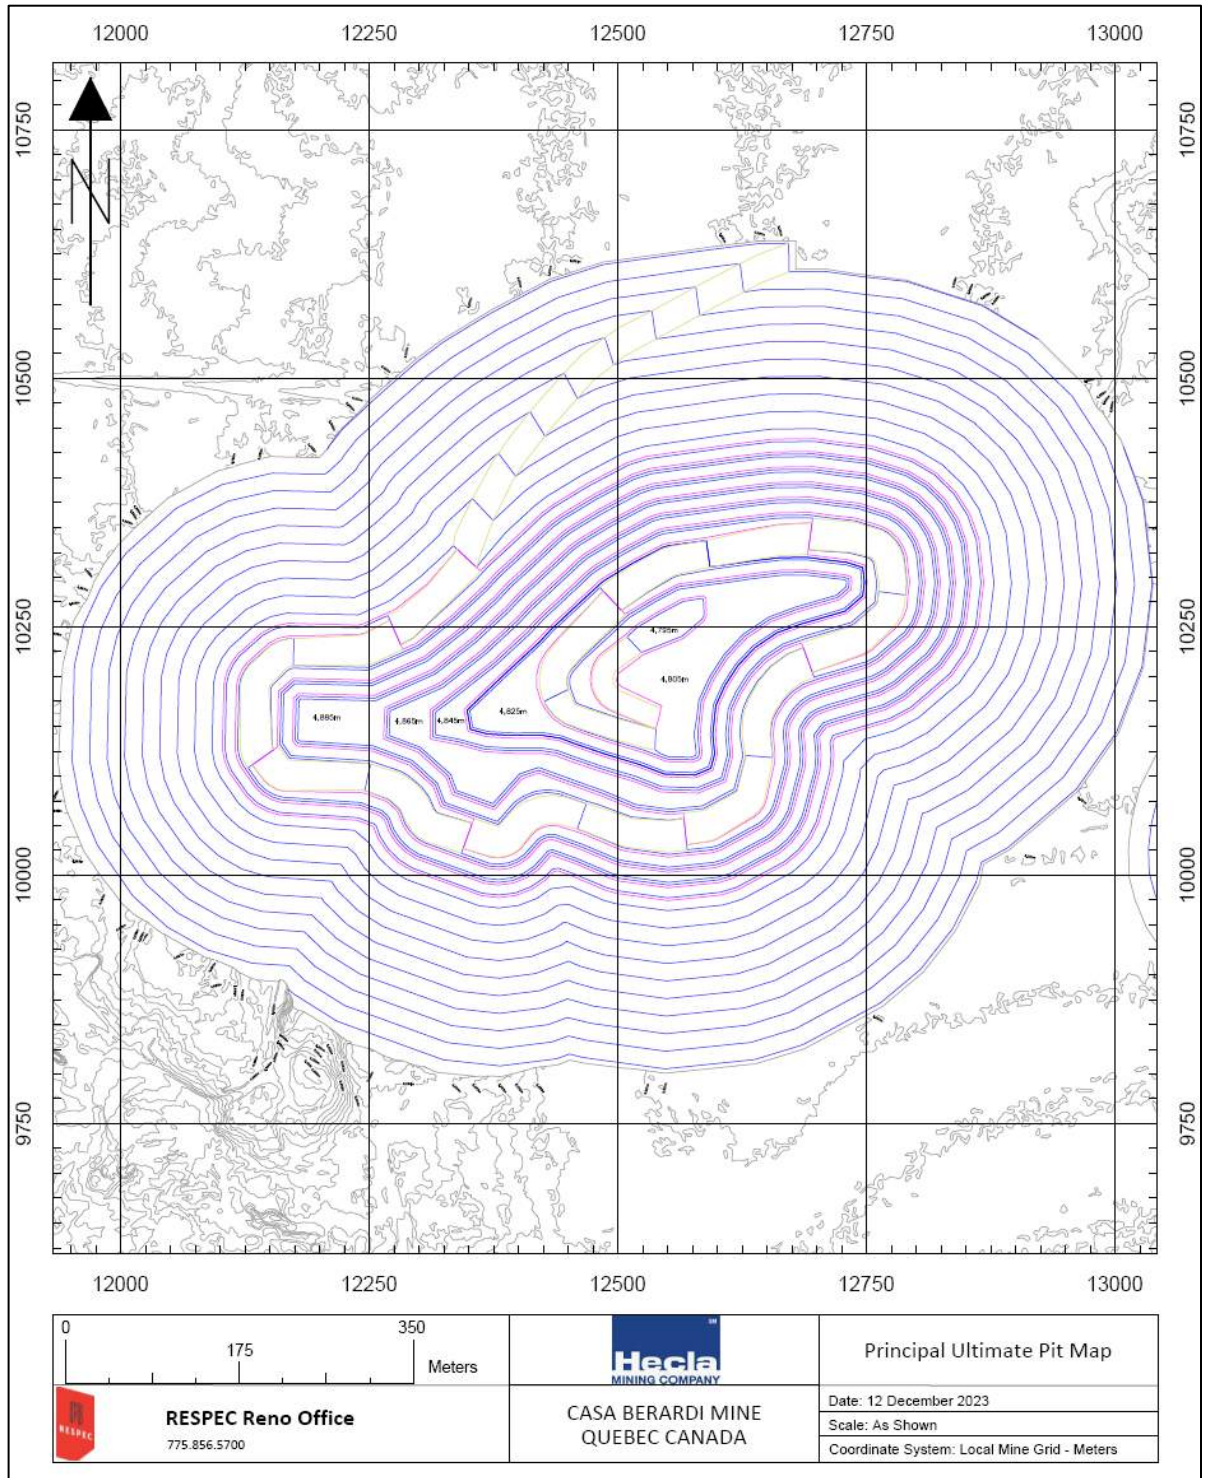 12000 12250 12500 12750 13000
10750 10750
N
10500 10500
10250 10250
4,795m
4,805m
4,885m 4,865m 4,845m 4,825m
10000 10000
9750 9750
12000 12250 12500 12750 13000
0 175 350 Meters
Hecla
MINING COMPANY
Principal Ultimate Pit Map
RESPEC
RESPEC Reno Office
775.856.5700
CASA BERARDI MINE
QUEBEC CANADA
Date: 12 December 2023
Scale: As Shown
Coordinate System: Local Mine Grid - Meters